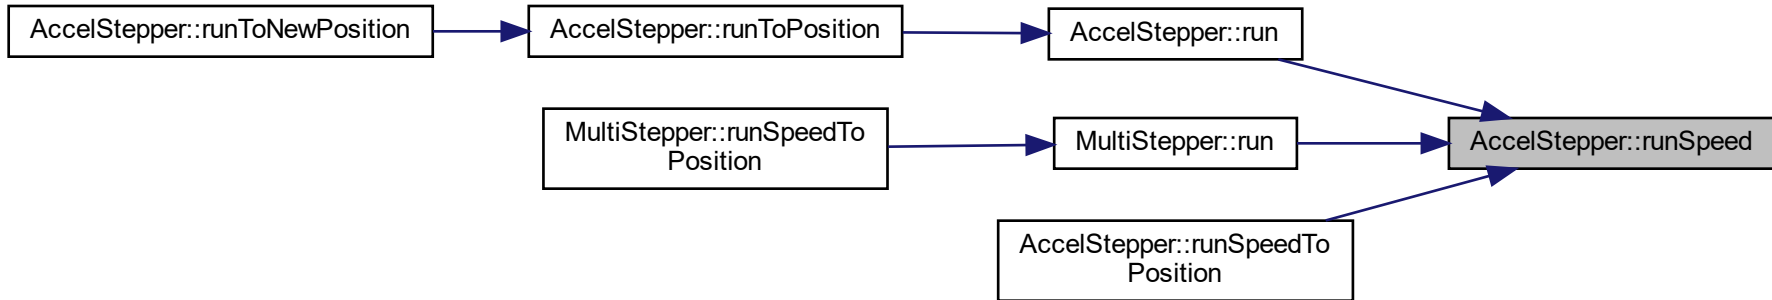 AccelStepper::runToNewPosition
AccelStepper::runToPosition
AccelStepper::run
MultiStepper::runSpeedTo
Position
MultiStepper::run
AccelStepper::runSpeed
AccelStepper::runSpeedTo
Position